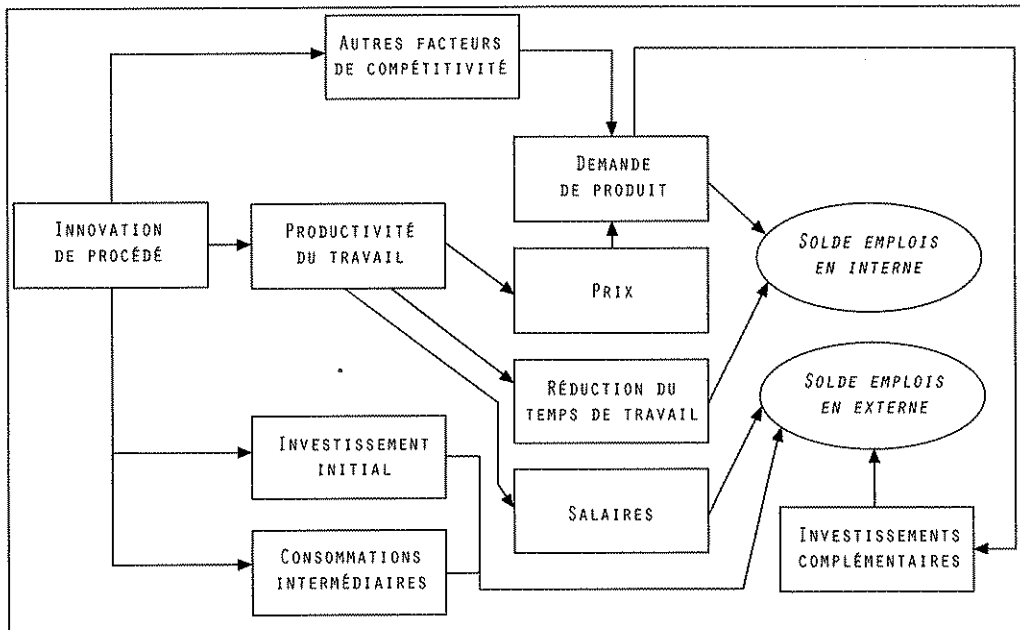 AUTRES FACTEURS
DE COMPÉTITIVITÉ
DEMANDE
DE PRODUIT
INNOVATION
DE PROCÉDÉ
PRODUCTIVITÉ
DU TRAVAIL
SOLDE EMPLOIS
EN INTERNE
PRIX
RÉDUCTION DU
TEMPS DE TRAVAIL
SOLDE EMPLOIS
EN EXTERNE
INVESTISSEMENT
INITIAL
SALAIRES
INVESTISSEMENTS
COMPLÉMENTAIRES
CONSOMMATIONS
INTERMÉDIAIRES